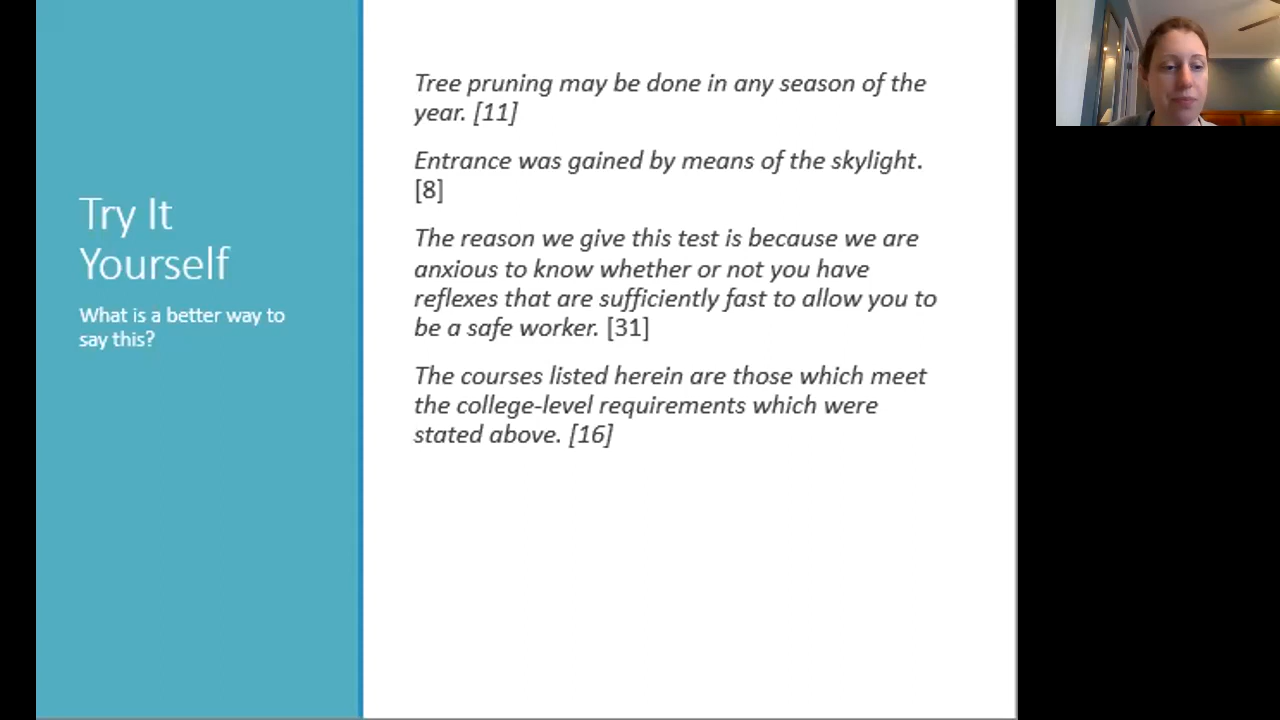 Try It
Yourself
What is a better way to
say this?
Tree pruning may be done in any season of the
year. [11]
Entrance was gained by means of the skylight.
[8]
The reason we give this test is because we are
anxious to know whether or not you have
reflexes that are sufficiently fast to allow you to
be a safe worker. [31]
The courses listed herein are those which meet
the college-level requirements which were
stated above. [16]